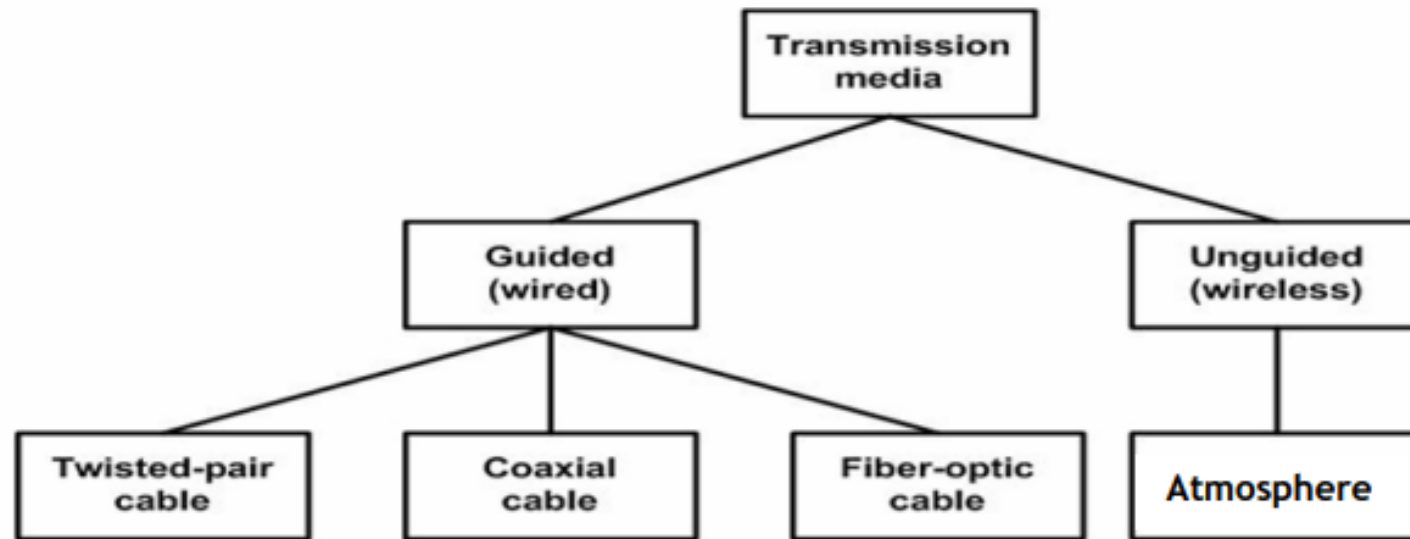 Transmission
media
Guided
(wired)
Unguided
(wireless)
Twisted-pair
cable
Coaxial
cable
Fiber-optic
cable
Atmosphere